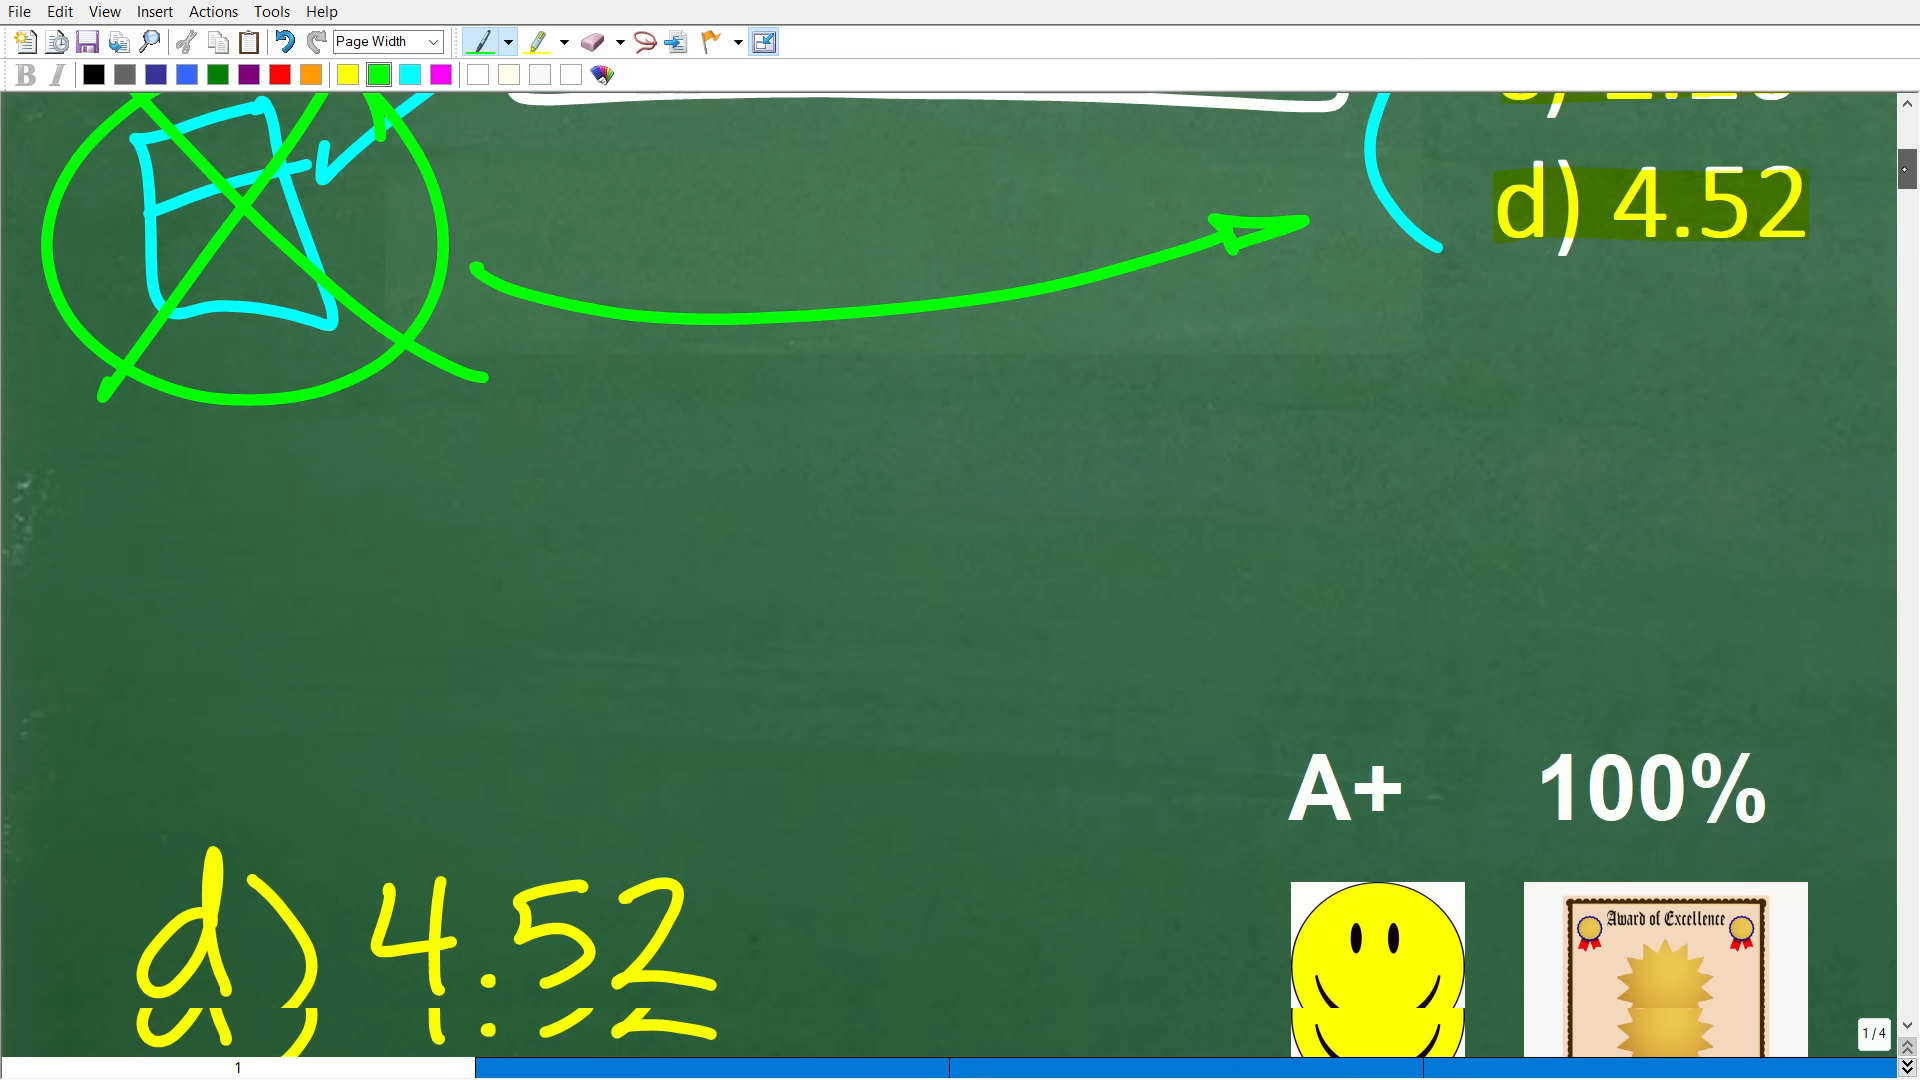 File Edit View Insert Actions Tools Help
Page Width
B I
d) 4.52
A+ 100%
d) 4.52
Award of Excellence
1 / 4
1